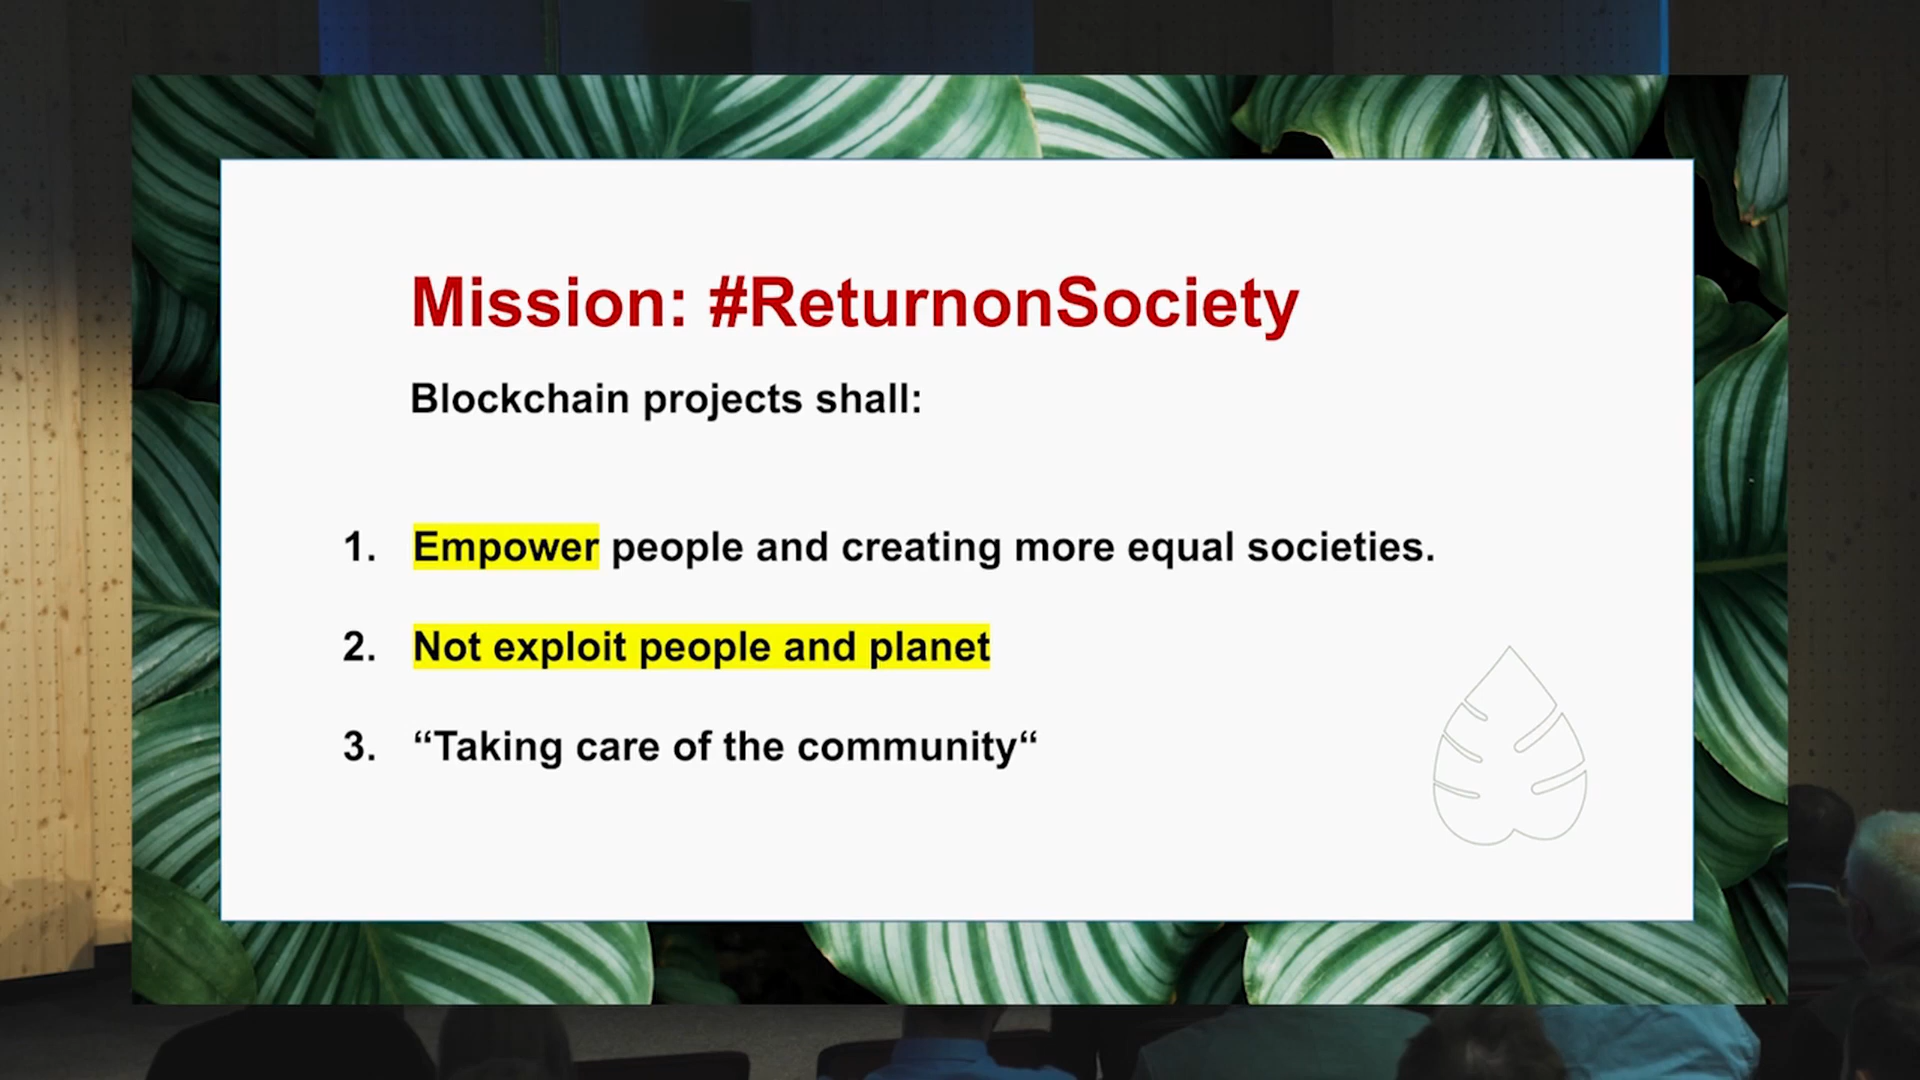 Mission: #ReturnonSociety
Blockchain projects shall:
1. Empower people and creating more equal societies.
2. Not exploit people and planet
3. “Taking care of the community“